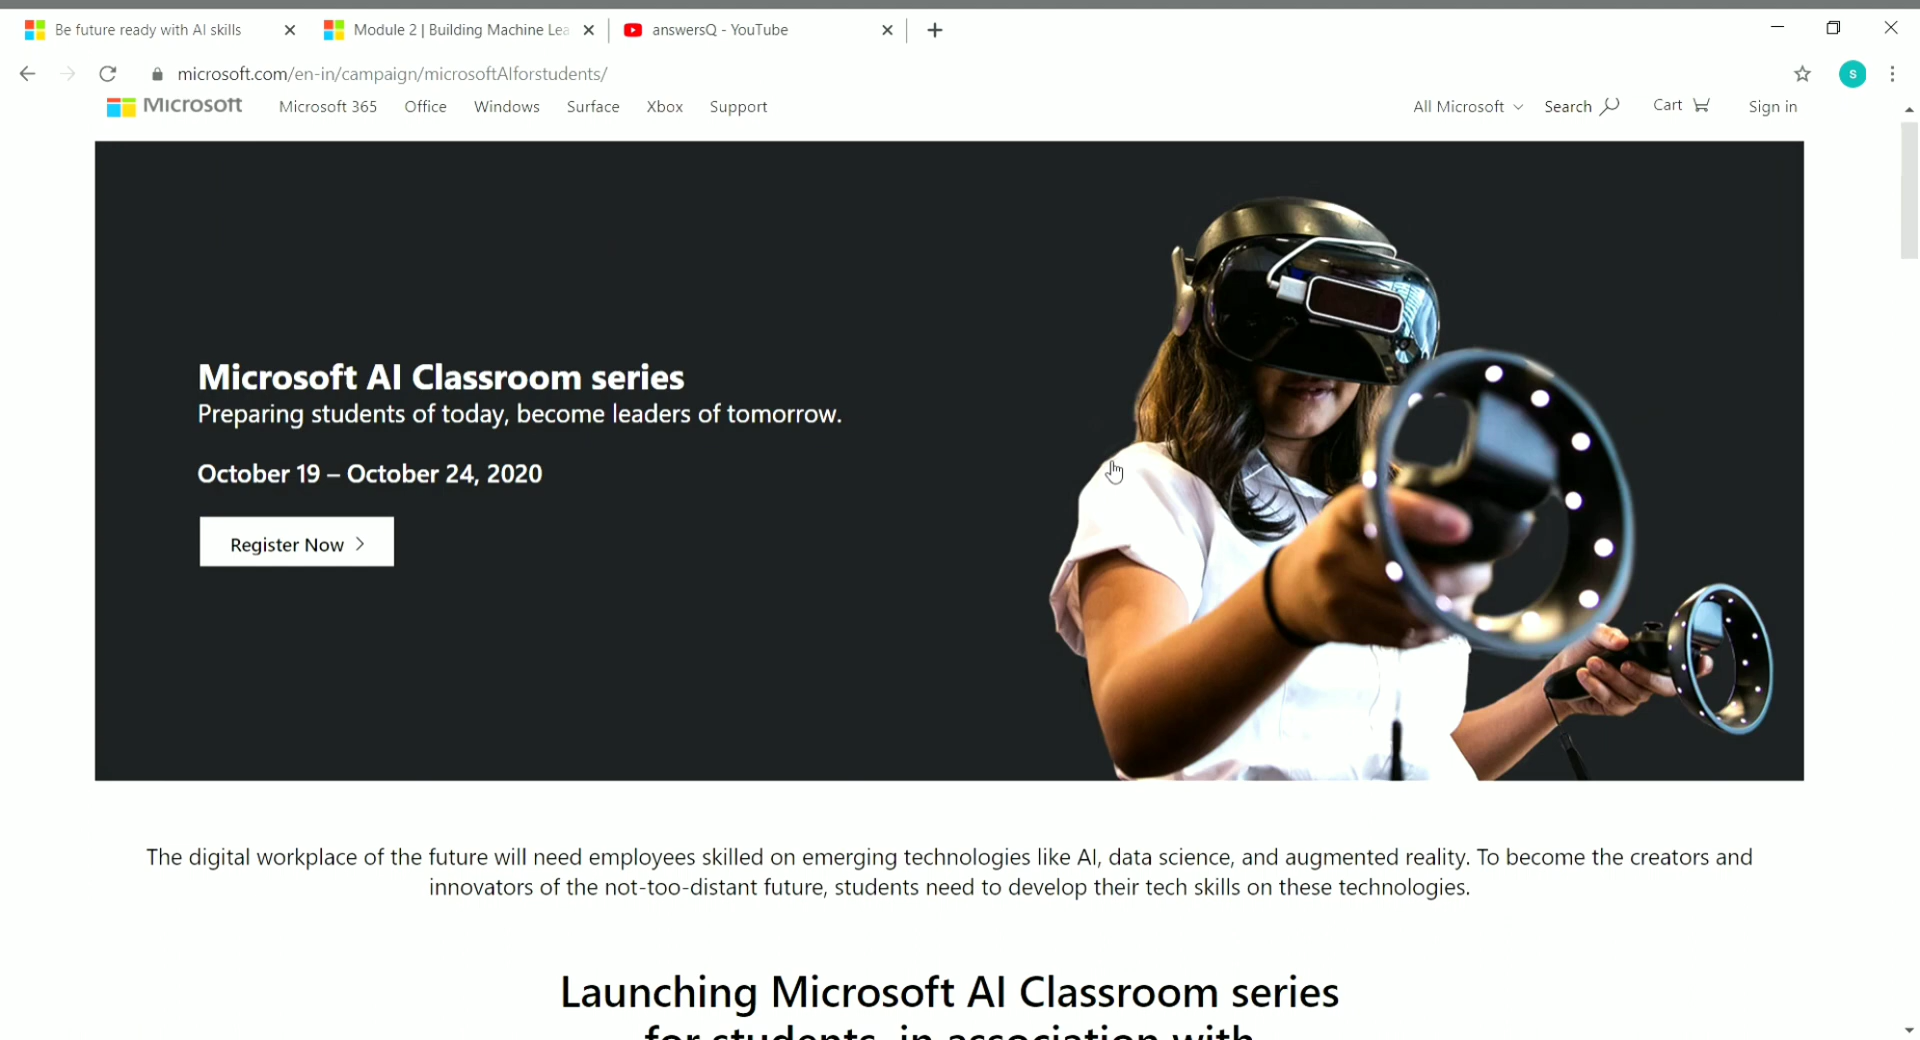 Be future ready with AI skills
Module 2 | Building Machine Lea
answersQ - YouTube
microsoft.com/en-in/campaign/microsoftAIforstudents/
S
Microsoft
Microsoft 365
Office
Windows
Surface
Xbox
Support
All Microsoft
Search
Cart
Sign in
Microsoft AI Classroom series
Preparing students of today, become leaders of tomorrow.
October 19 – October 24, 2020
Register Now
The digital workplace of the future will need employees skilled on emerging technologies like AI, data science, and augmented reality. To become the creators and
innovators of the not-too-distant future, students need to develop their tech skills on these technologies.
Launching Microsoft AI Classroom series
for students, in association with